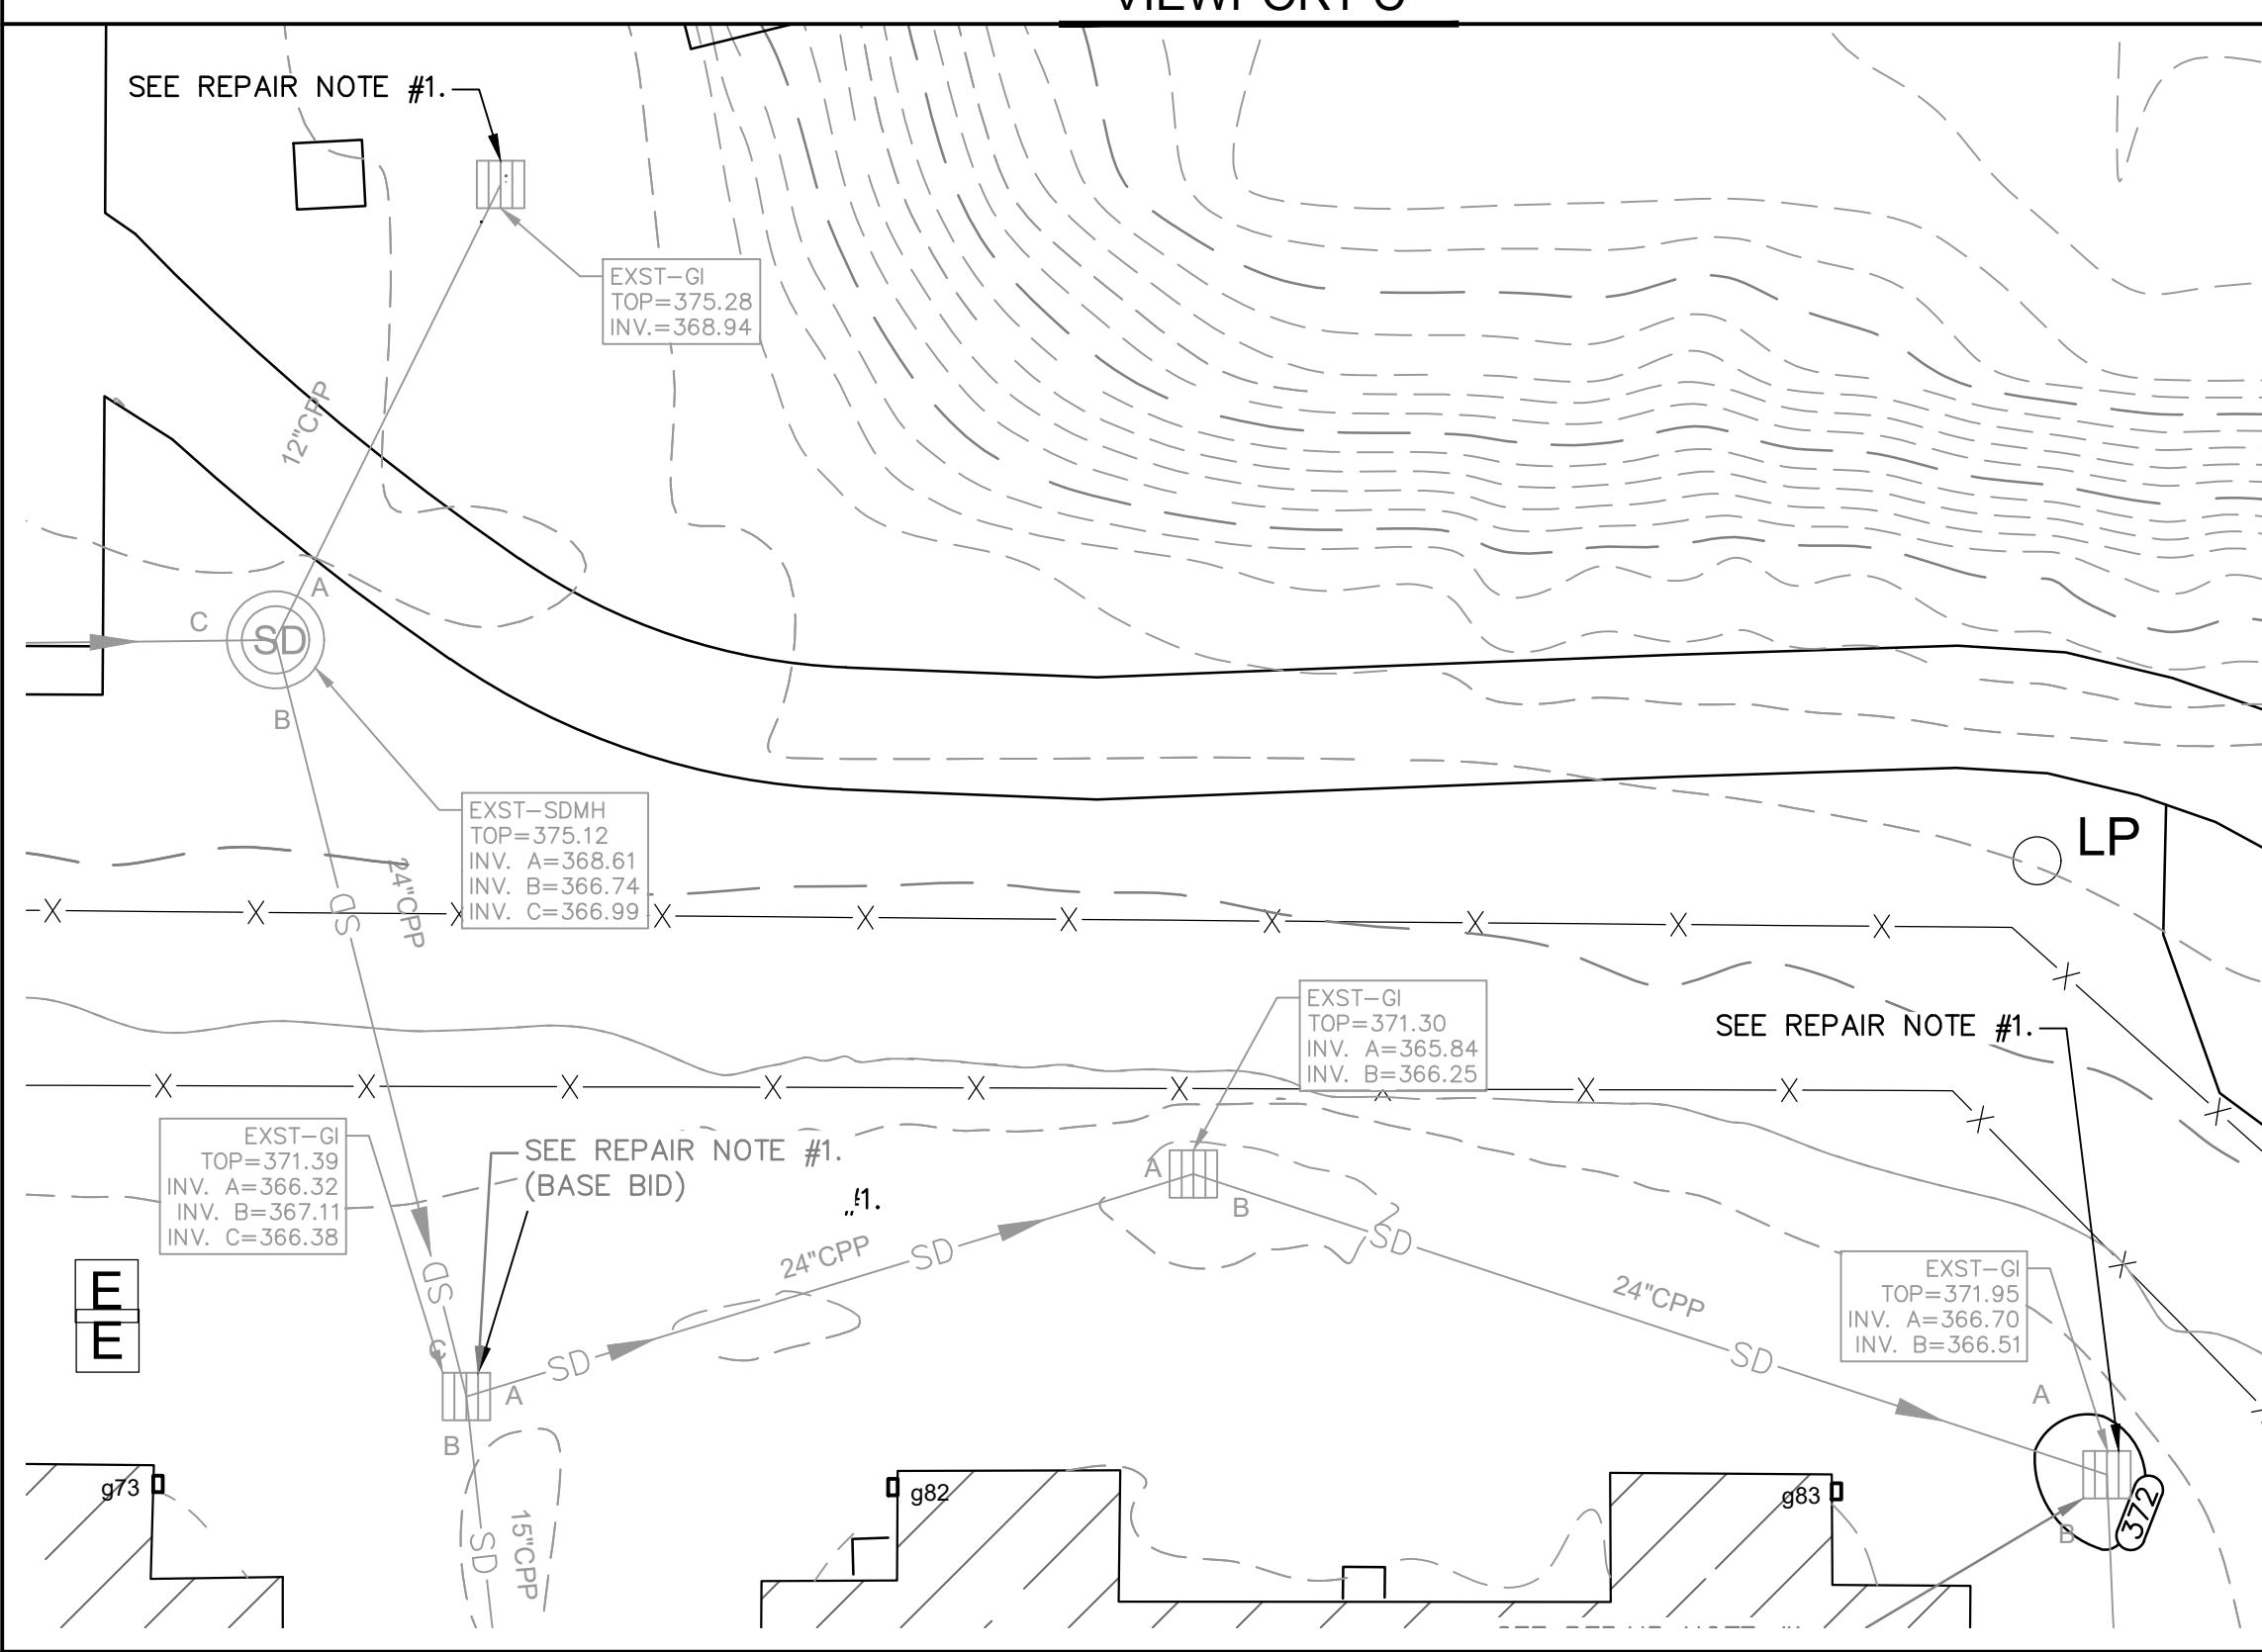 VIEWPORT C
SEE REPAIR NOTE #1.
EXST-GI
TOP=375.28
INV.=368.94
12"CPP
A
C
SD
B
EXST-SDMH
TOP=375.12
INV. A=368.61
INV. B=366.74
INV. C=366.99
24"CPP
SD
LP
X X X X X X X X X X X
EXST-GI
TOP=371.30
INV. A=365.84
INV. B=366.25
SEE REPAIR NOTE #1.
X X X X X X X X X X X
EXST-GI
TOP=371.39
INV. A=366.32
INV. B=367.11
INV. C=366.38
SEE REPAIR NOTE #1.
(BASE BID)
#1.
A
B
SD
24"CPP
SD
SD
24"CPP
EXST-GI
TOP=371.95
INV. A=366.70
INV. B=366.51
E
E
SD
C
SD
A
B
SD
A
B
372
g73
g82
g83
SD
15"CPP